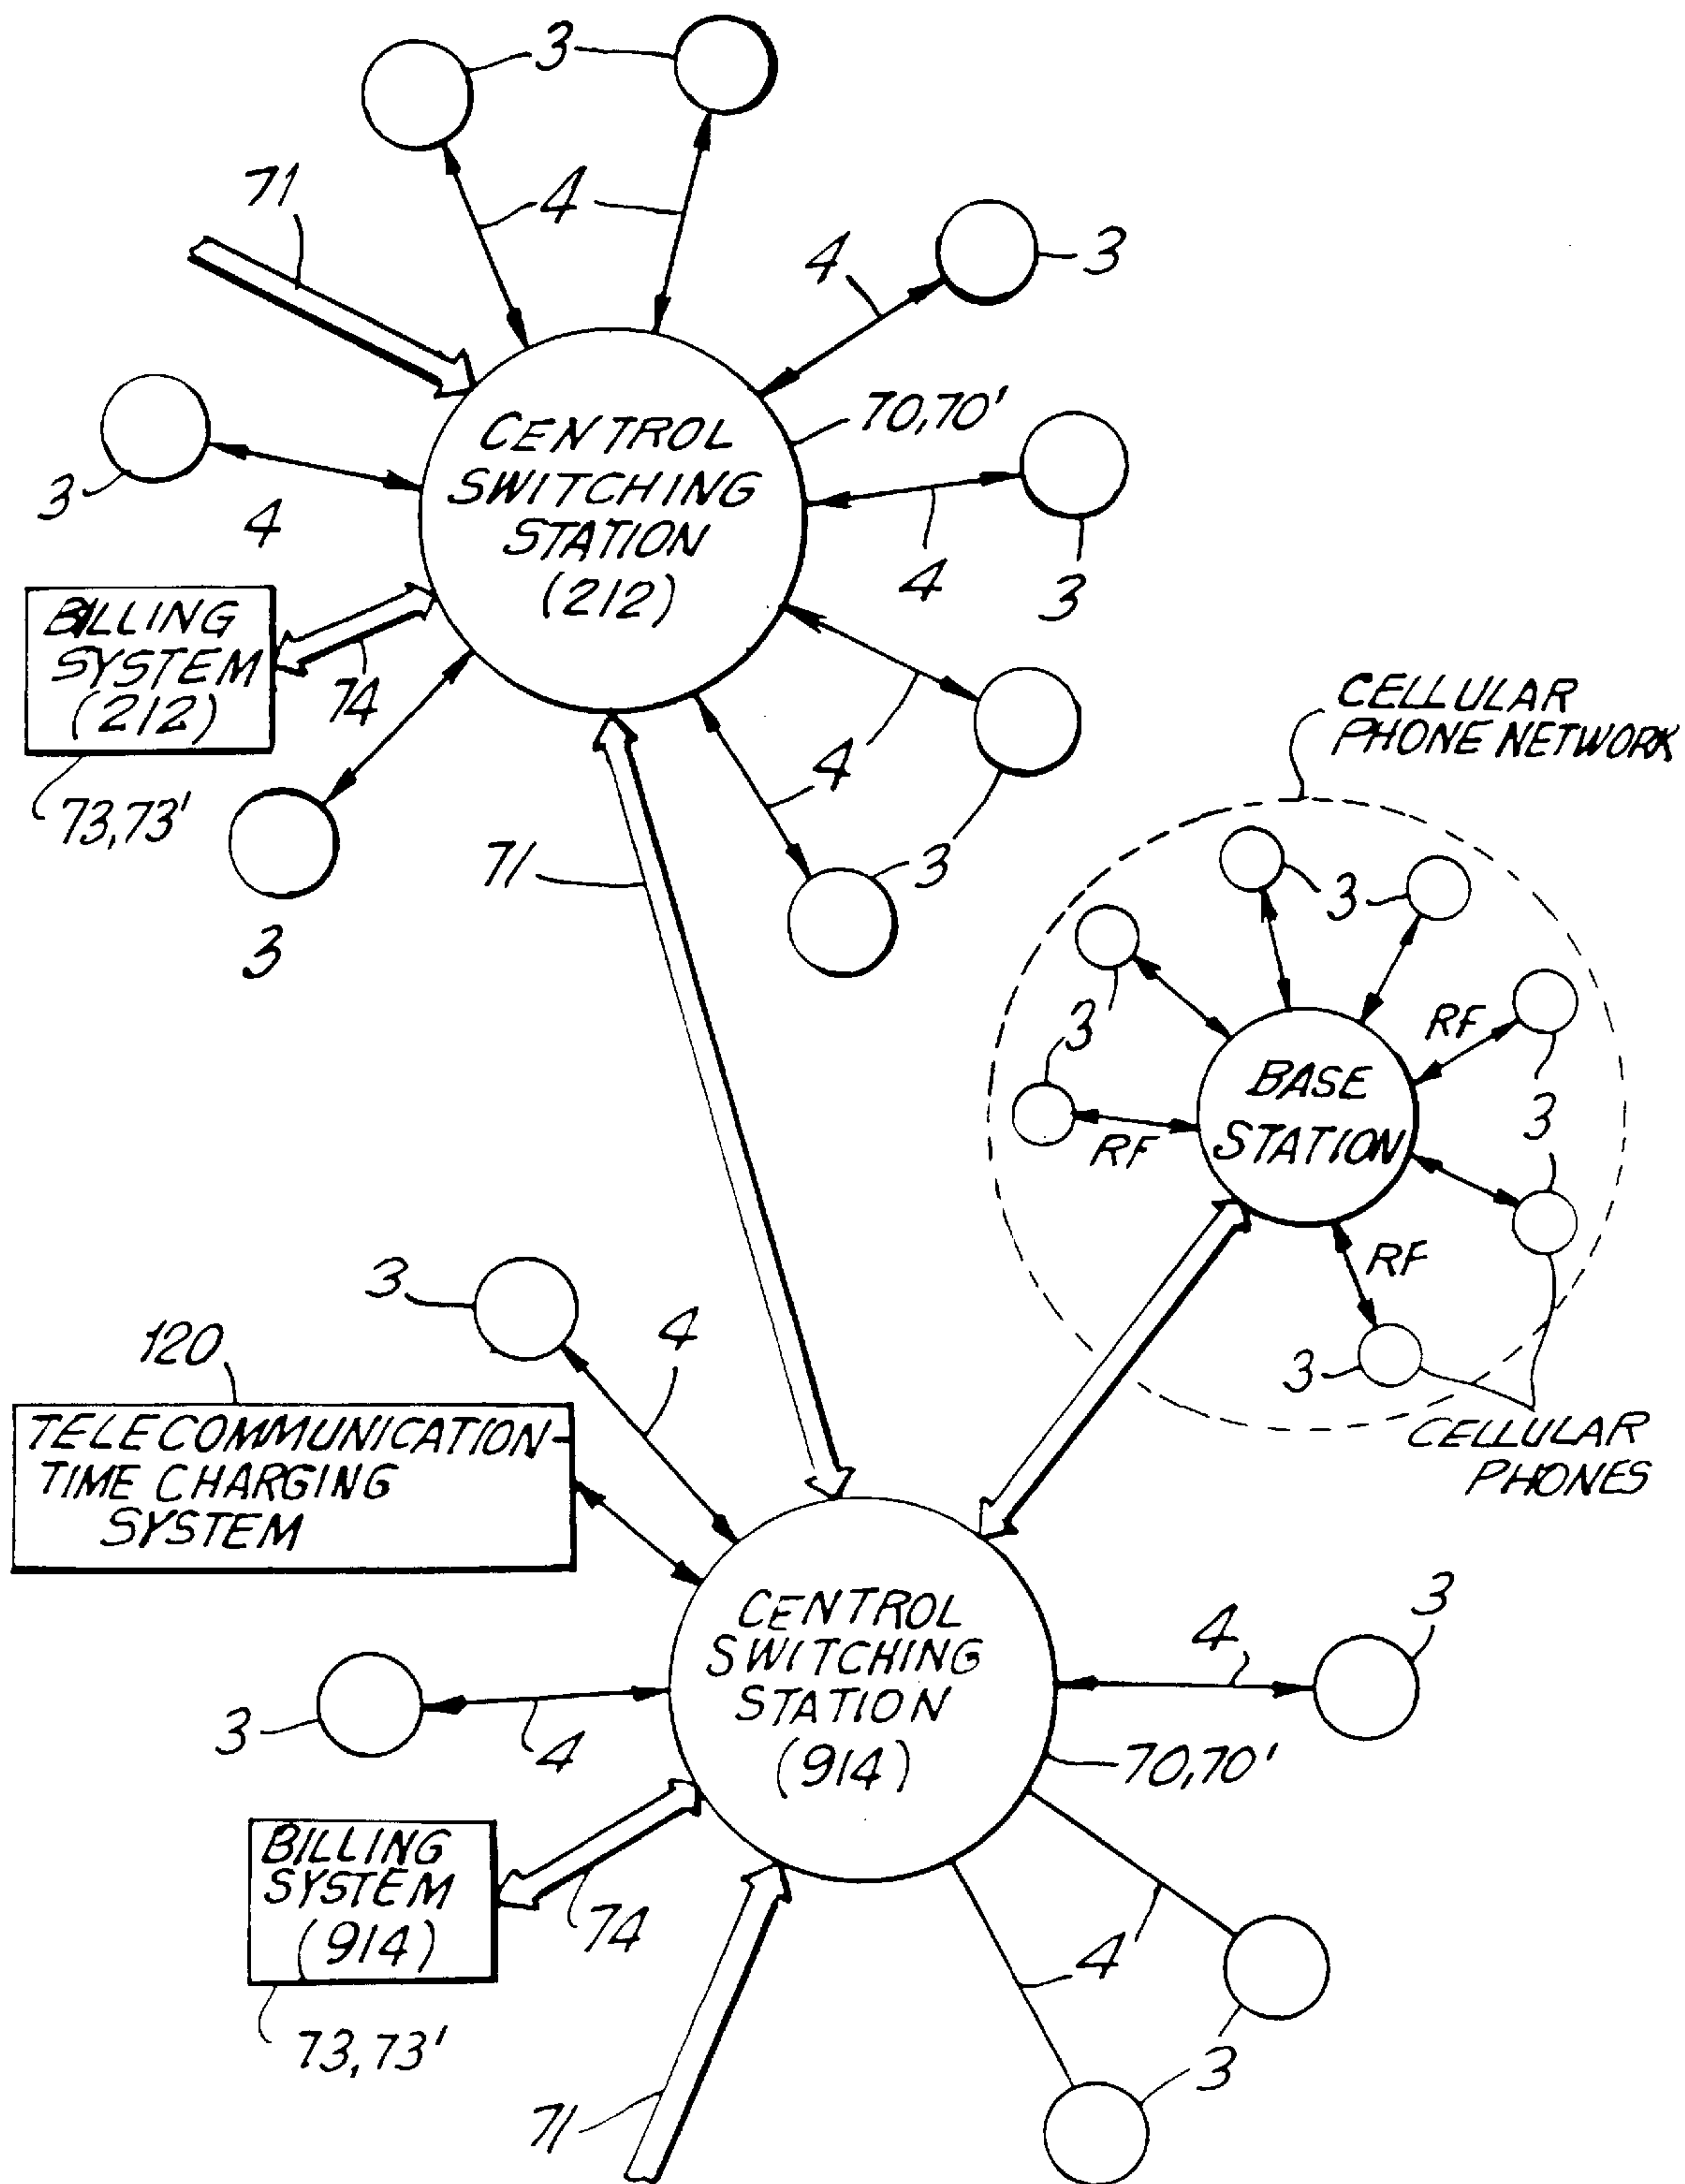 3
4
71
4
3
70,70'
CENTROL
SWITCHING
STATION
(212)
3
4
4
3
BILLING
SYSTEM
(212)
74
73,73'
4
3
71
3
CELLULAR
PHONE NETWORK
3
3
RF
3
BASE
STATION
RF
3
RF
3
CELLULAR
PHONES
3
4
120
TELECOMMUNICATION
TIME CHARGING
SYSTEM
CENTROL
SWITCHING
STATION
(914)
4
3
3
4
70,70'
BILLING
SYSTEM
(914)
74
73,73'
4
3
71